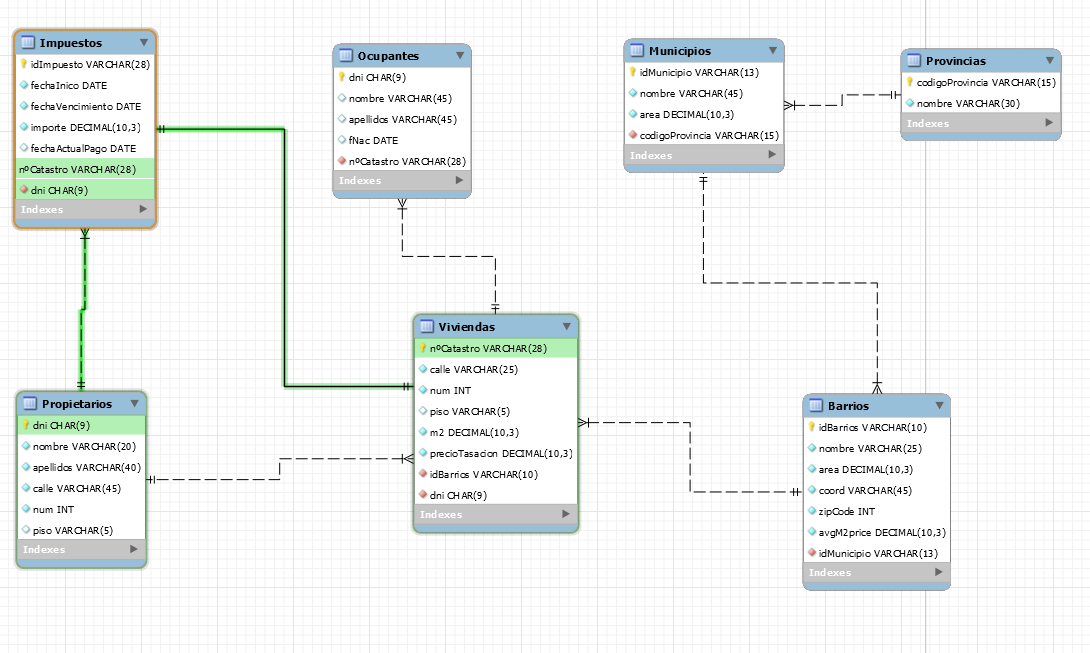 Impuestos
idImpuesto VARCHAR(28)
fechaInico DATE
fechaVencimiento DATE
importe DECIMAL(10,3)
fechaActualPago DATE
nºCatastro VARCHAR(28)
dni CHAR(9)
Indexes
Ocupantes
dni CHAR(9)
nombre VARCHAR(45)
apellidos VARCHAR(45)
fNac DATE
nºCatastro VARCHAR(28)
Indexes
Municipios
idMunicipio VARCHAR(13)
nombre VARCHAR(45)
area DECIMAL(10,3)
codigoProvincia VARCHAR(15)
Indexes
Provincias
codigoProvincia VARCHAR(15)
nombre VARCHAR(30)
Indexes
Propietarios
dni CHAR(9)
nombre VARCHAR(20)
apellidos VARCHAR(40)
calle VARCHAR(45)
num INT
piso VARCHAR(5)
Indexes
Viviendas
nºCatastro VARCHAR(28)
calle VARCHAR(25)
num INT
piso VARCHAR(5)
m2 DECIMAL(10,3)
precioTasacion DECIMAL(10,3)
idBarrios VARCHAR(10)
dni CHAR(9)
Indexes
Barrios
idBarrios VARCHAR(10)
nombre VARCHAR(25)
area DECIMAL(10,3)
coord VARCHAR(45)
zipCode INT
avgM2price DECIMAL(10,3)
idMunicipio VARCHAR(13)
Indexes